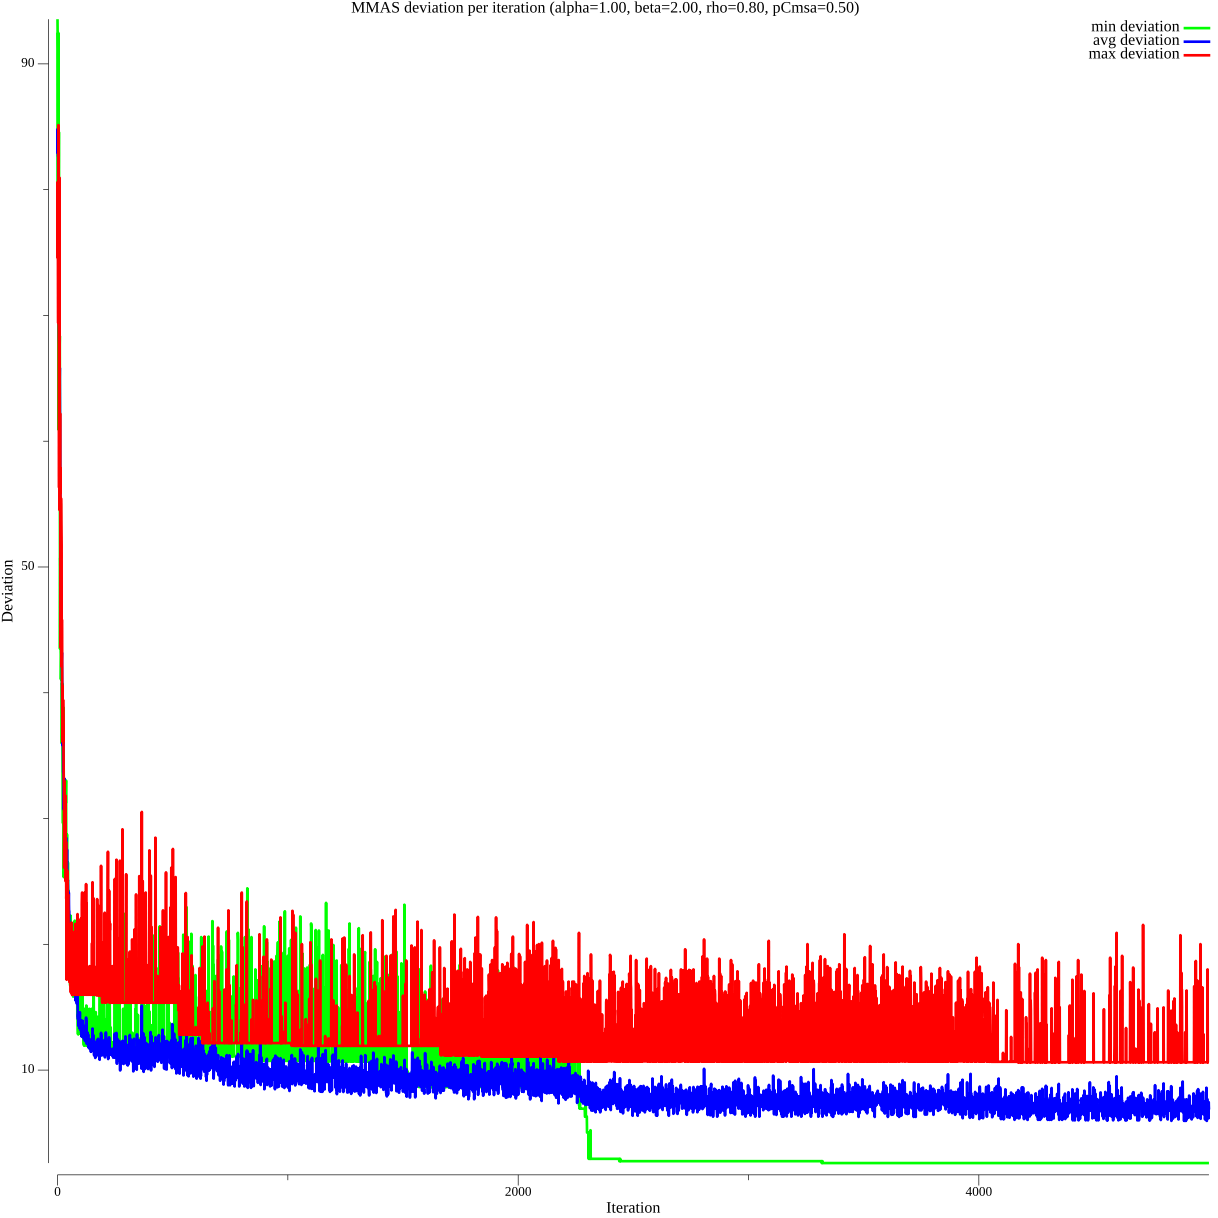 MMAS deviation per iteration (alpha=1.00, beta=2.00, rho=0.80, pCmsa=0.50)
min deviation
avg deviation
max deviation
90
50
10
Deviation
0
2000
4000
Iteration